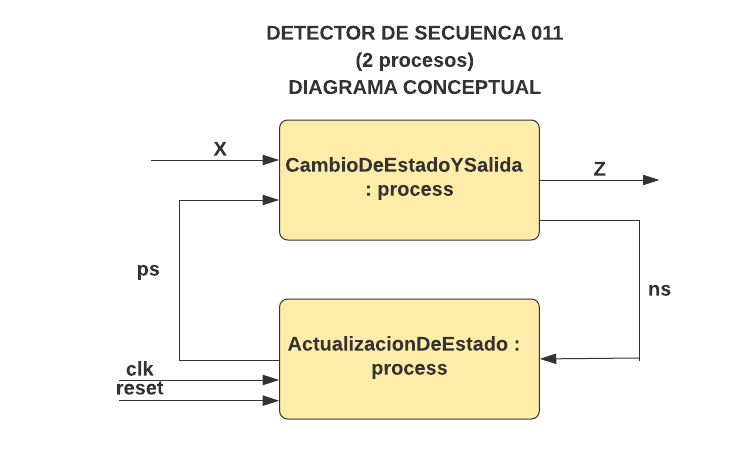 DETECTOR DE SECUENCA 011
(2 procesos)
DIAGRAMA CONCEPTUAL
X
CambioDeEstadoYSalida
: process
Z
ps
ns
ActualizacionDeEstado :
process
clk
reset